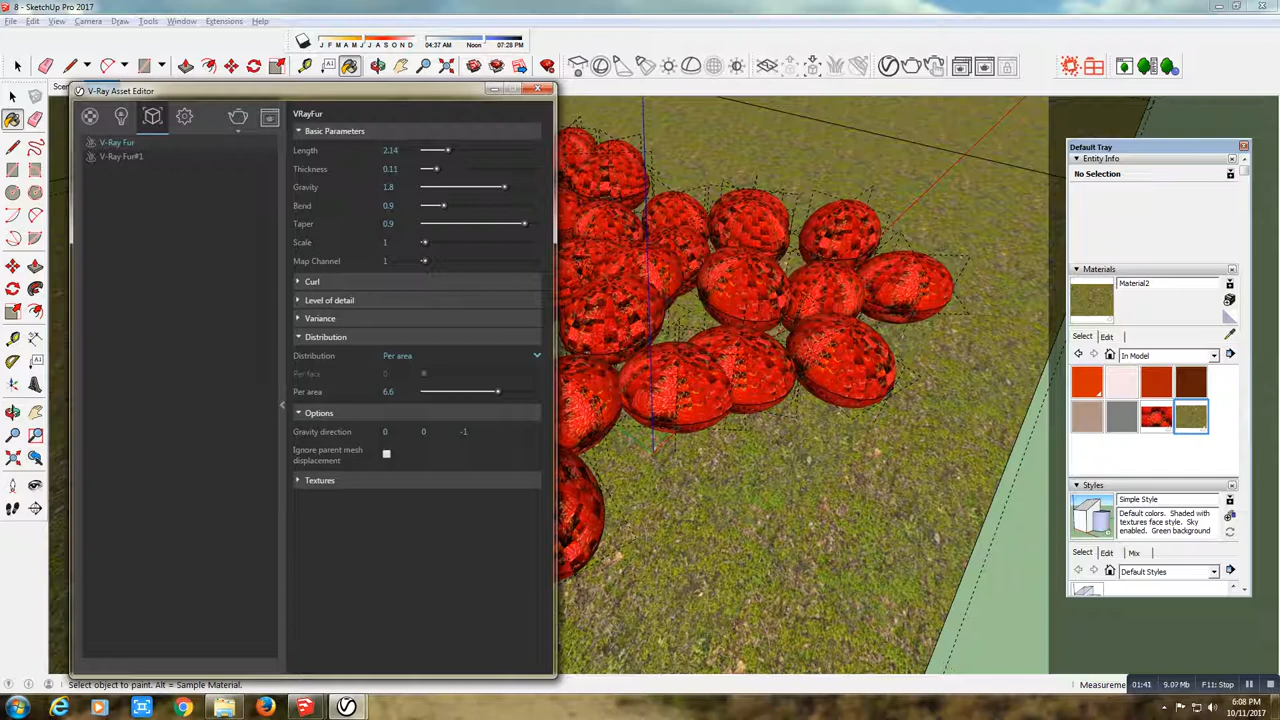 8 - SketchUp Pro 2017
File Edit View Camera Draw Tools Window Extensions Help
J F M A M J J A S O N D
04:37 AM Noon 07:28 PM
Scen
V-Ray Asset Editor
V-Ray Fur
V-Ray Fur#1
VRayFur
Basic Parameters
Length 2.14
Thickness 0.11
Gravity 1.8
Bend 0.9
Taper 0.9
Scale 1
Map Channel 1
Curl
Level of detail
Variance
Distribution
Distribution Per area
Per face 0
Per area 6.6
Options
Gravity direction 0 0 -1
Ignore parent mesh
displacement
Textures
Default Tray
Entity Info
No Selection
Materials
Material2
Select Edit
In Model
Styles
Simple Style
Default colors. Shaded with
textures face style. Sky
enabled. Green background
Select Edit Mix
Default Styles
Select object to paint. Alt = Sample Material.
Measureme
01:41 9.07 Mb F11: Stop
6:08 PM
10/11/2017